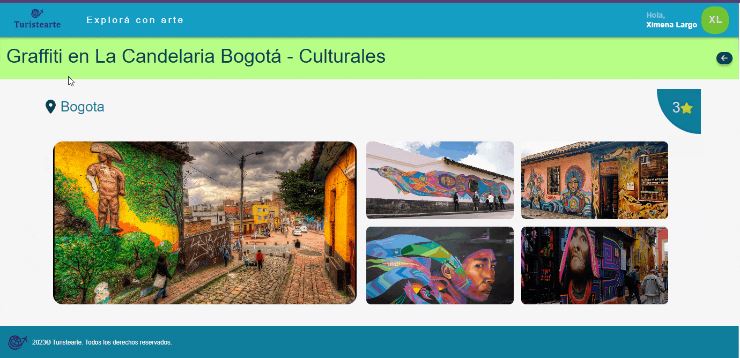 Turistearte
Explorá con arte
Hola,
Ximena Largo
XL
Graffiti en La Candelaria Bogotá - Culturales
Bogota
3
2023© Turistearte. Todos los derechos reservados.